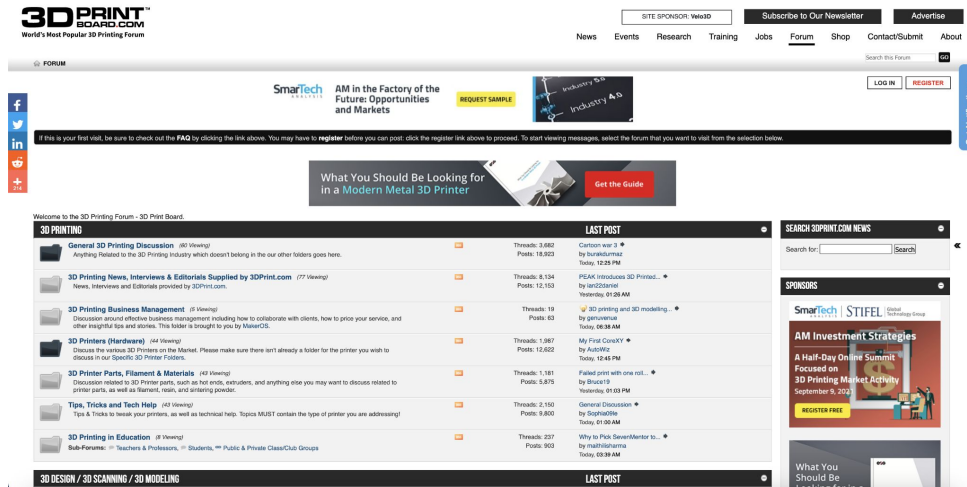 3DPRINT™
BOARD.COM
World's Most Popular 3D Printing Forum
SITE SPONSOR: Velo3D
Subscribe to Our Newsletter
Advertise
News Events Research Training Jobs Forum Shop Contact/Submit About
FORUM
Search this Forum GO
LOG IN REGISTER
SmarTech
ANALYSIS
AM in the Factory of the
Future: Opportunities
and Markets
REQUEST SAMPLE
Industry 5.0
Industry 4.0
If this is your first visit, be sure to check out the FAQ by clicking the link above. You may have to register before you can post: click the register link above to proceed. To start viewing messages, select the forum that you want to visit from the selection below.
314
What You Should Be Looking for
in a Modern Metal 3D Printer
Get the Guide
Welcome to the 3D Printing Forum - 3D Print Board.
3D PRINTING LAST POST
General 3D Printing Discussion (60 Viewing)
Anything Related to the 3D Printing Industry which doesn't belong in the our other folders goes here.
Threads: 3,682
Posts: 18,923
Cartoon war 3
by burakdurmaz
Today, 12:25 PM
3D Printing News, Interviews & Editorials Supplied by 3DPrint.com (77 Viewing)
News, Interviews and Editorials provided by 3DPrint.com.
Threads: 8,134
Posts: 12,153
PEAK Introduces 3D Printed...
by ian22daniel
Yesterday, 01:26 AM
3D Printing Business Management (5 Viewing)
Discussion around effective business management including how to collaborate with clients, how to price your service, and
other insightful tips and stories. This folder is brought to you by MakerOS.
Threads: 19
Posts: 63
3D printing and 3D modelling...
by genuvenue
Today, 06:38 AM
3D Printers (Hardware) (44 Viewing)
Discuss the various 3D Printers on the Market. Please make sure there isn't already a folder for the printer you wish to
discuss in our Specific 3D Printer Folders.
Threads: 1,987
Posts: 12,622
My First CoreXY
by AutoWiz
Today, 12:45 PM
3D Printer Parts, Filament & Materials (43 Viewing)
Discussion related to 3D Printer parts, such as hot ends, extruders, and anything else you may want to discuss related to
printer parts, as well as filament, resin, and sintering powder.
Threads: 1,181
Posts: 5,875
Failed print with one roll...
by Bruce19
Yesterday, 01:03 PM
Tips, Tricks and Tech Help (43 Viewing)
Tips & Tricks to tweak your printers, as well as technical help. Topics MUST contain the type of printer you are addressing!
Threads: 2,150
Posts: 9,800
General Discussion
by Sophia09te
Today, 01:00 AM
3D Printing in Education (8 Viewing)
Sub-Forums: Teachers & Professors, Students, Public & Private Class/Club Groups
Threads: 237
Posts: 903
Why to Pick SevenMentor to...
by maithilisharma
Today, 03:39 AM
3D DESIGN / 3D SCANNING / 3D MODELING LAST POST
SEARCH 3DPRINT.COM NEWS
Search for: Search
SPONSORS
SmarTech
ANALYSIS
STIFEL Global
Technology Group
AM Investment Strategies
A Half-Day Online Summit
Focused on
3D Printing Market Activity
September 9, 2021
REGISTER FREE
What You
Should Be